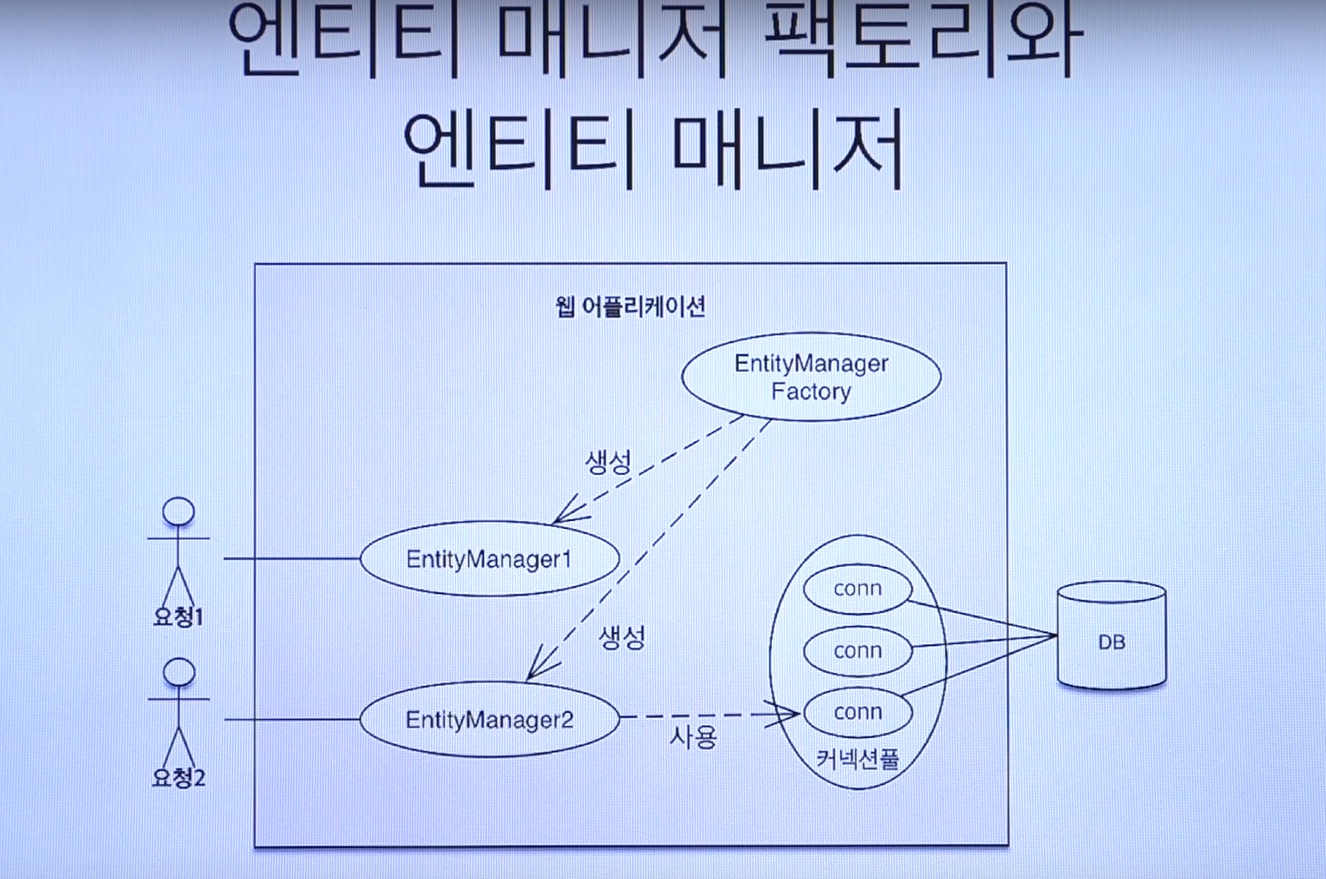 엔티티 매니저 팩토리와
엔티티 매니저
웹 어플리케이션
EntityManager
Factory
생성
EntityManager1
요청1
생성
conn
conn
conn
커넥션풀
DB
EntityManager2
사용
요청2